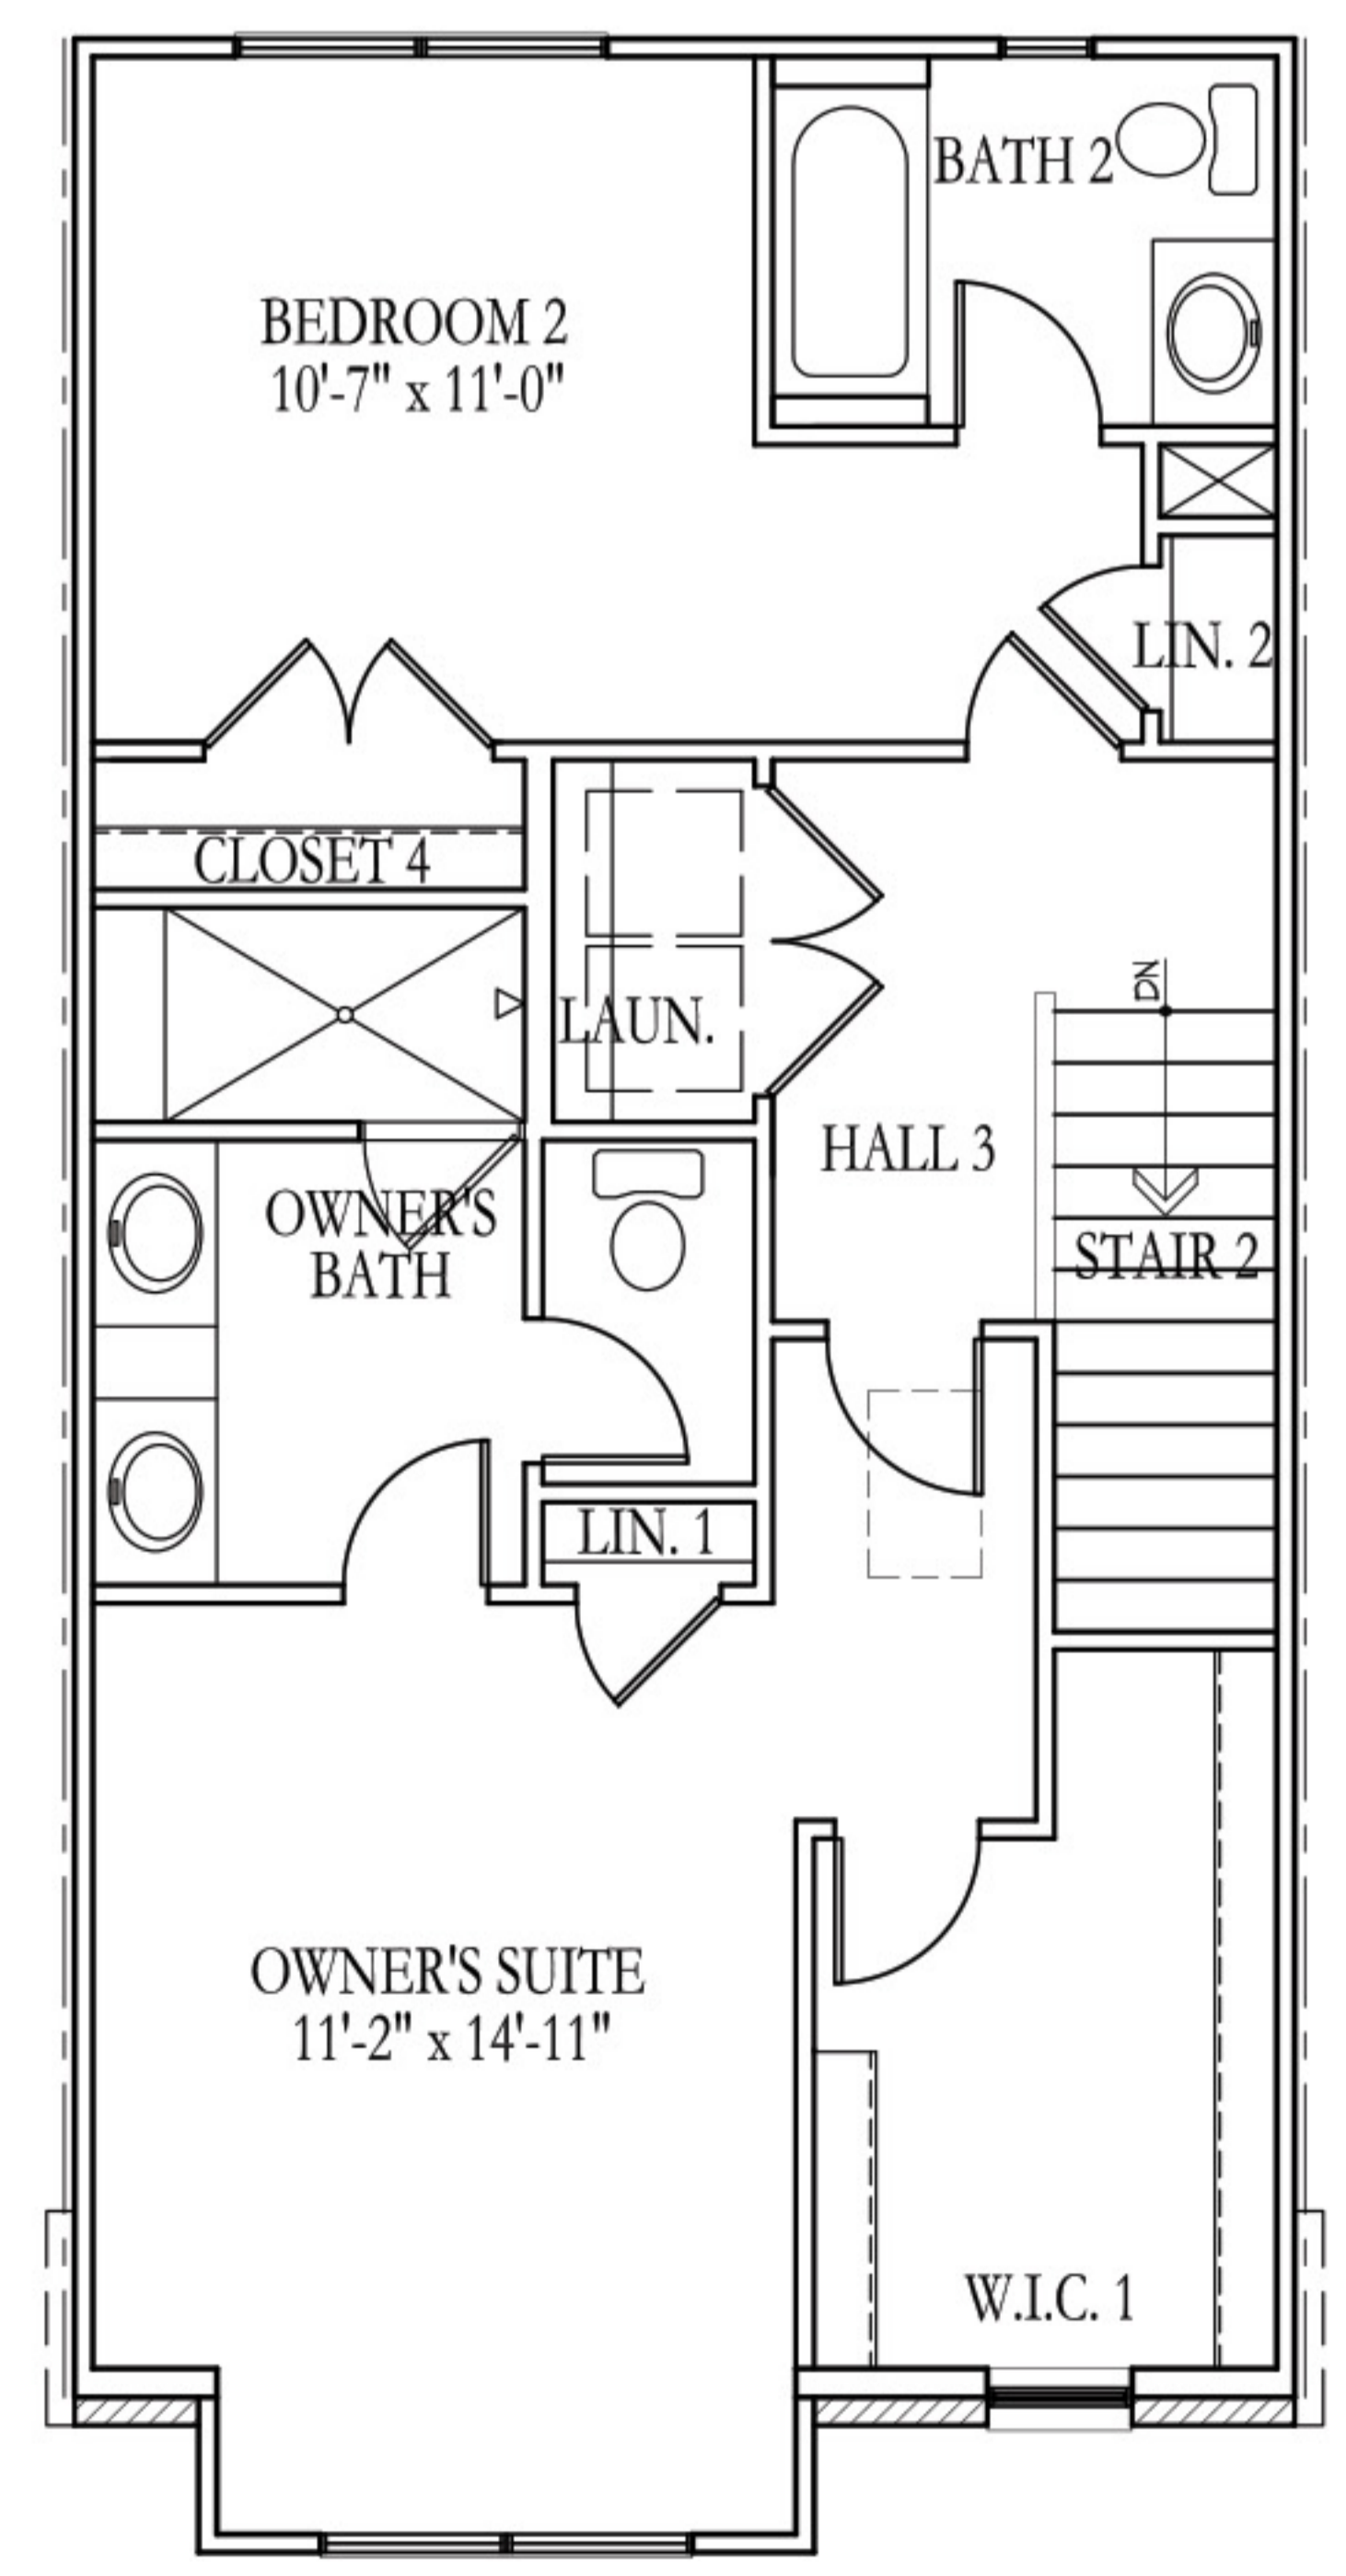 BATH 2
BEDROOM 2
10'-7" x 11'-0"
LIN. 2
CLOSET 4
DN
LAUN.
HALL 3
OWNER'S
BATH
STAIR 2
LIN. 1
OWNER'S SUITE
11'-2" x 14'-11"
W.I.C. 1